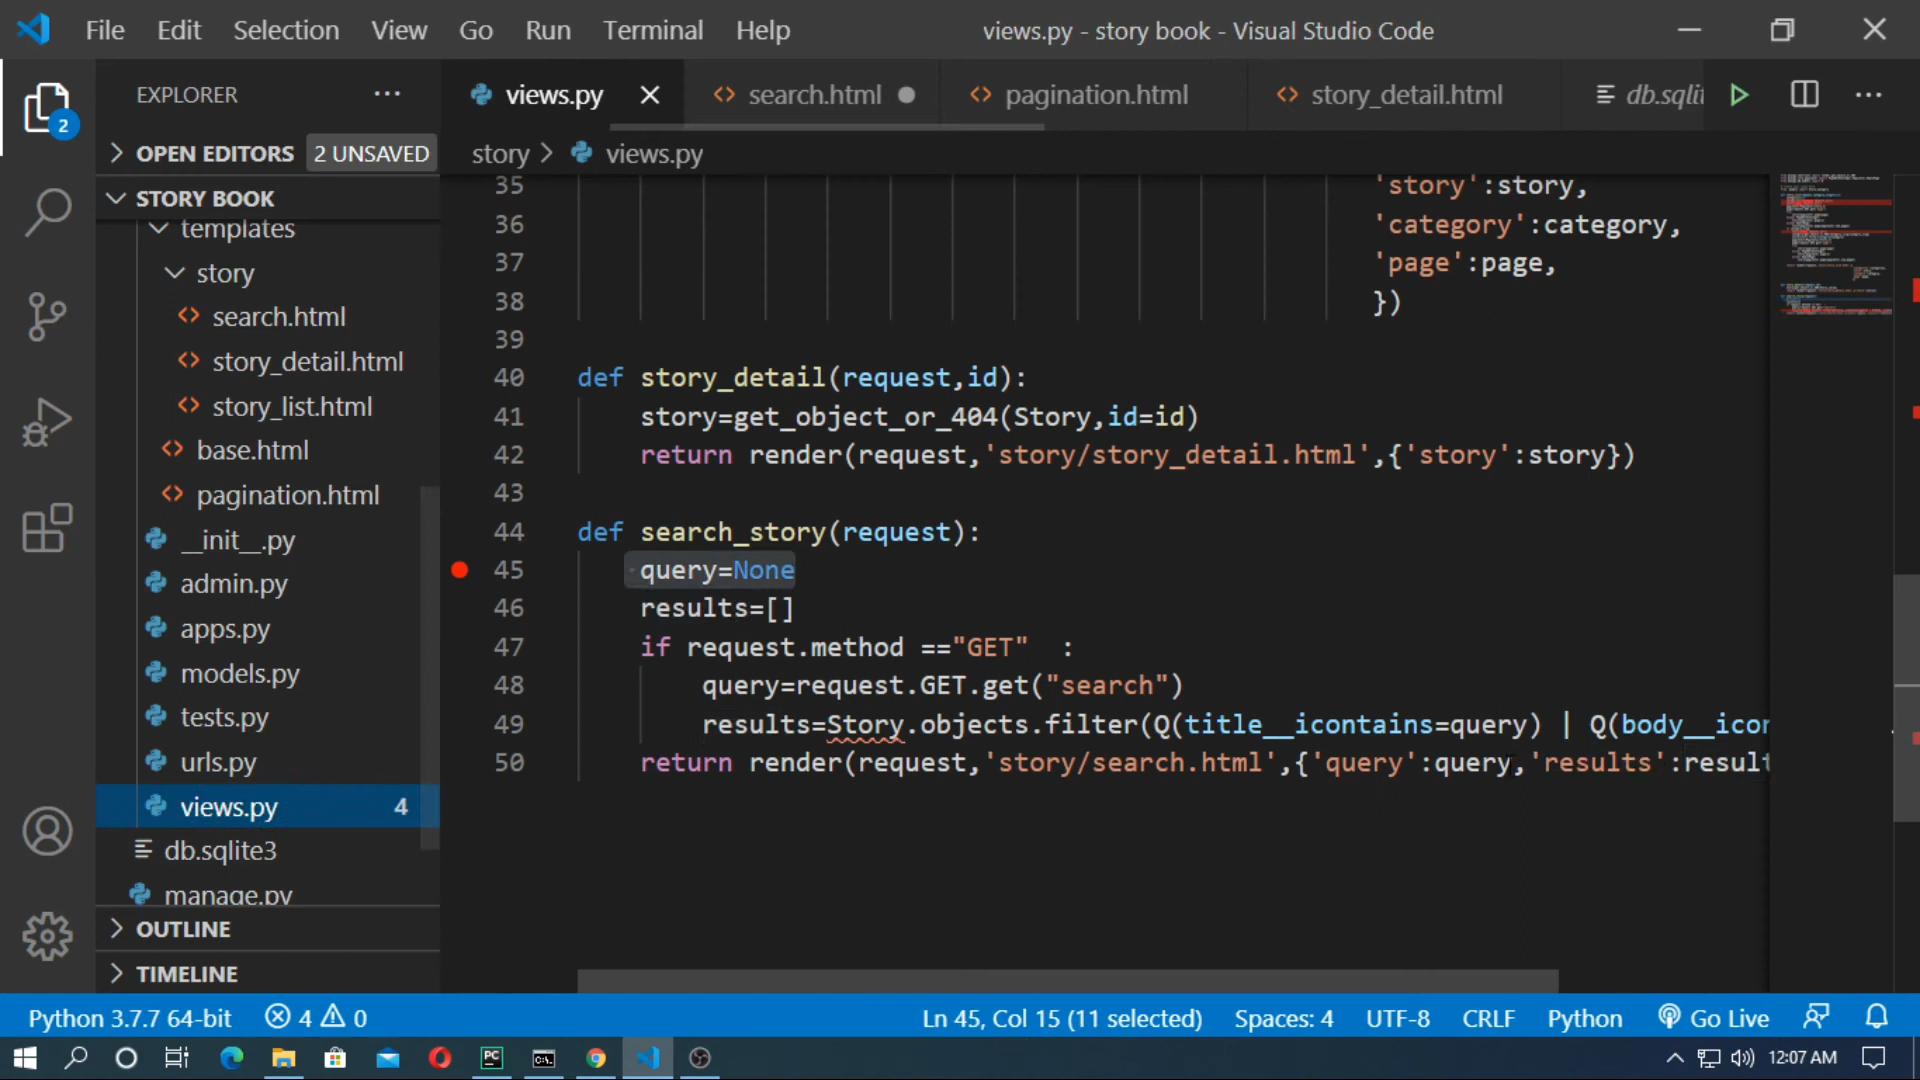 File Edit Selection View Go Run Terminal Help
views.py - story book - Visual Studio Code
EXPLORER
views.py
search.html
pagination.html
story_detail.html
db.sqlit
2
OPEN EDITORS
2 UNSAVED
story > views.py
STORY BOOK
templates
story
search.html
story_detail.html
story_list.html
base.html
pagination.html
__init__.py
admin.py
apps.py
models.py
tests.py
urls.py
views.py 4
db.sqlite3
manage.py
OUTLINE
TIMELINE
35 'story':story,
36 'category':category,
37 'page':page,
38 })
39
40 def story_detail(request,id):
41 story=get_object_or_404(Story,id=id)
42 return render(request,'story/story_detail.html',{'story':story})
43
44 def search_story(request):
45 query=None
46 results=[]
47 if request.method =="GET" :
48 query=request.GET.get("search")
49 results=Story.objects.filter(Q(title__icontains=query) | Q(body__icon
50 return render(request,'story/search.html',{'query':query,'results':result
Python 3.7.7 64-bit
4
0
Ln 45, Col 15 (11 selected)
Spaces: 4
UTF-8
CRLF
Python
Go Live
12:07 AM